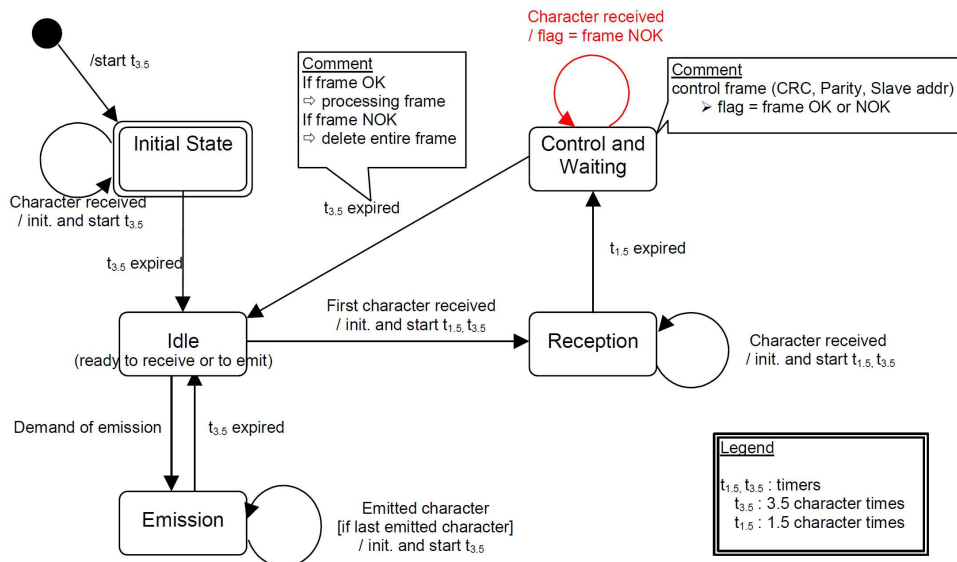 /start t3.5
Character received
/ flag = frame NOK
Comment
If frame OK
⇨ processing frame
If frame NOK
⇨ delete entire frame
Comment
control frame (CRC, Parity, Slave addr)
➢ flag = frame OK or NOK
Initial State
Control and
Waiting
Character received
/ init. and start t3.5
t3.5 expired
t3.5 expired
t1.5 expired
First character received
/ init. and start t1.5, t3.5
Idle
(ready to receive or to emit)
Reception
Character received
/ init. and start t1.5, t3.5
Demand of emission
t3.5 expired
Emission
Emitted character
[if last emitted character]
/ init. and start t3.5
Legend
t1.5, t3.5 : timers
t3.5 : 3.5 character times
t1.5 : 1.5 character times